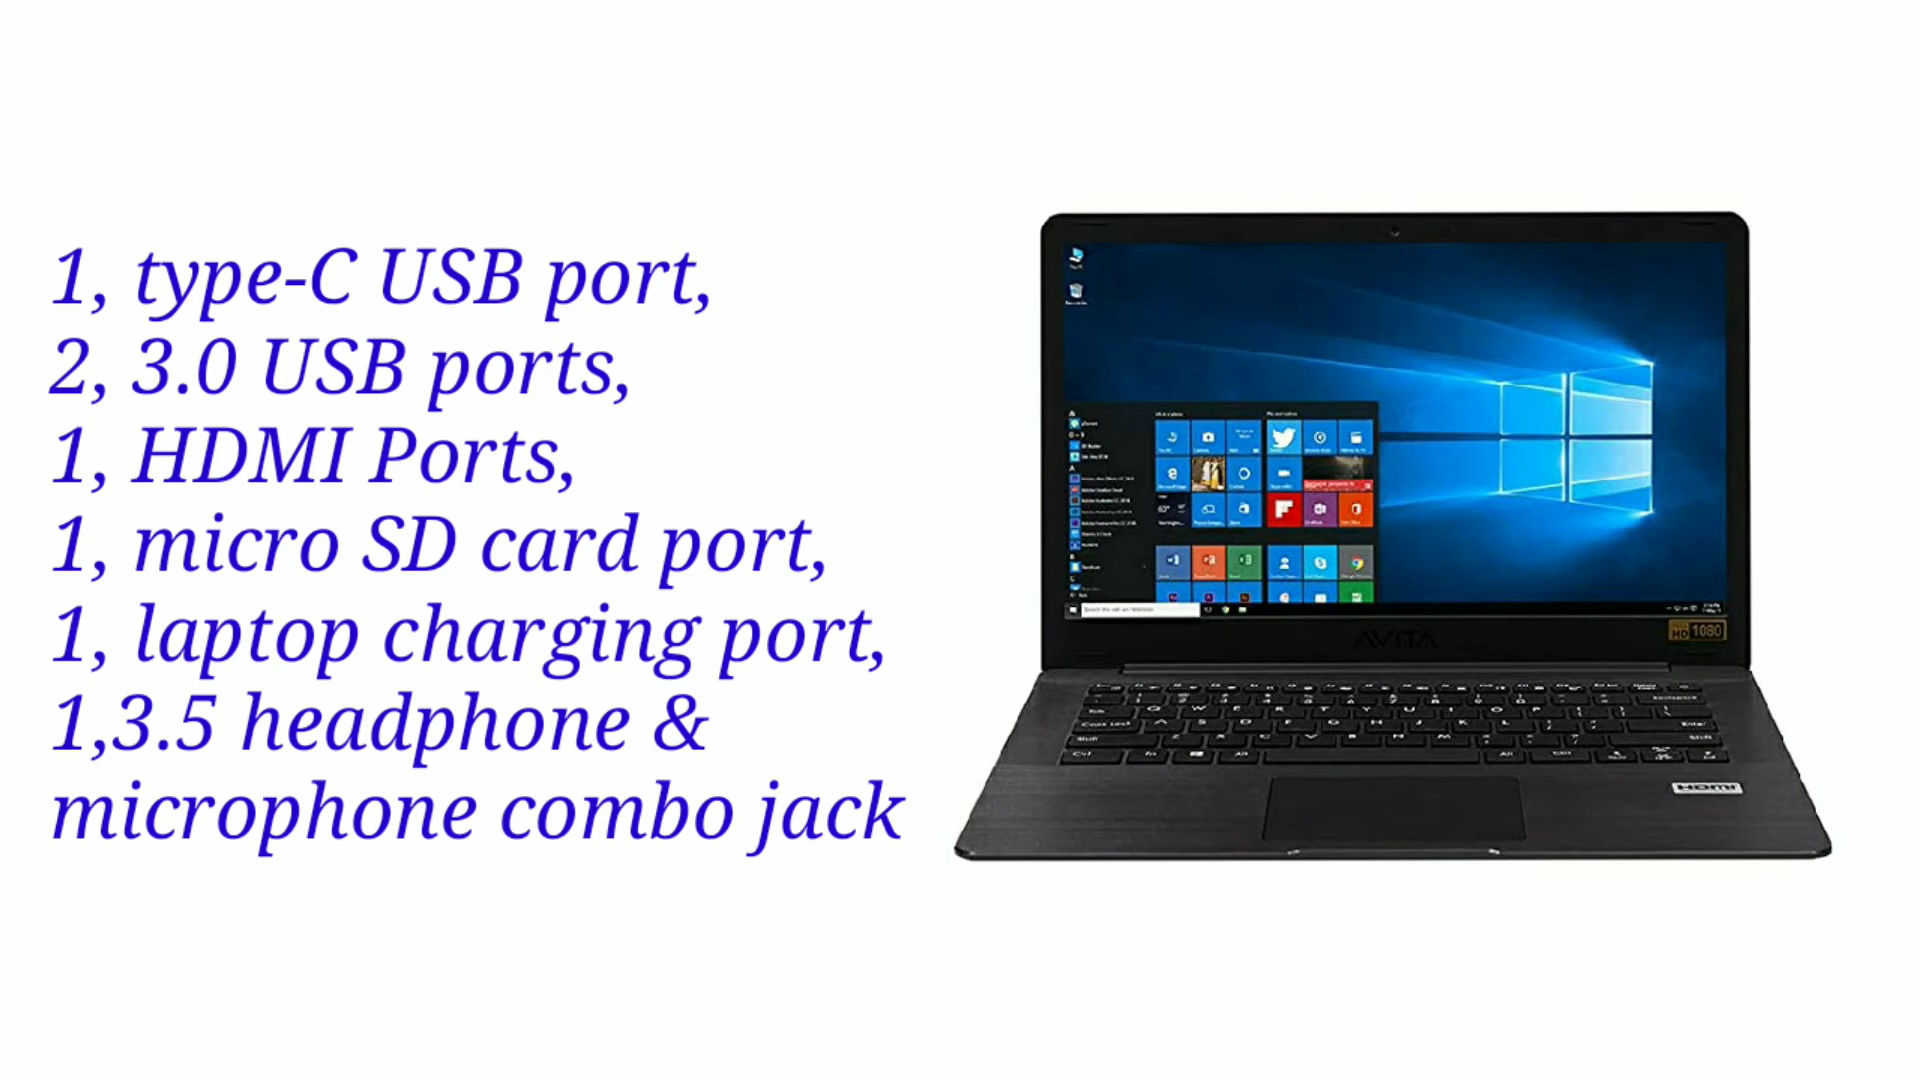 1, type-C USB port,
2, 3.0 USB ports,
1, HDMI Ports,
1, micro SD card port,
1, laptop charging port,
1,3.5 headphone &
microphone combo jack
AVITA
HD 1080
HDMI